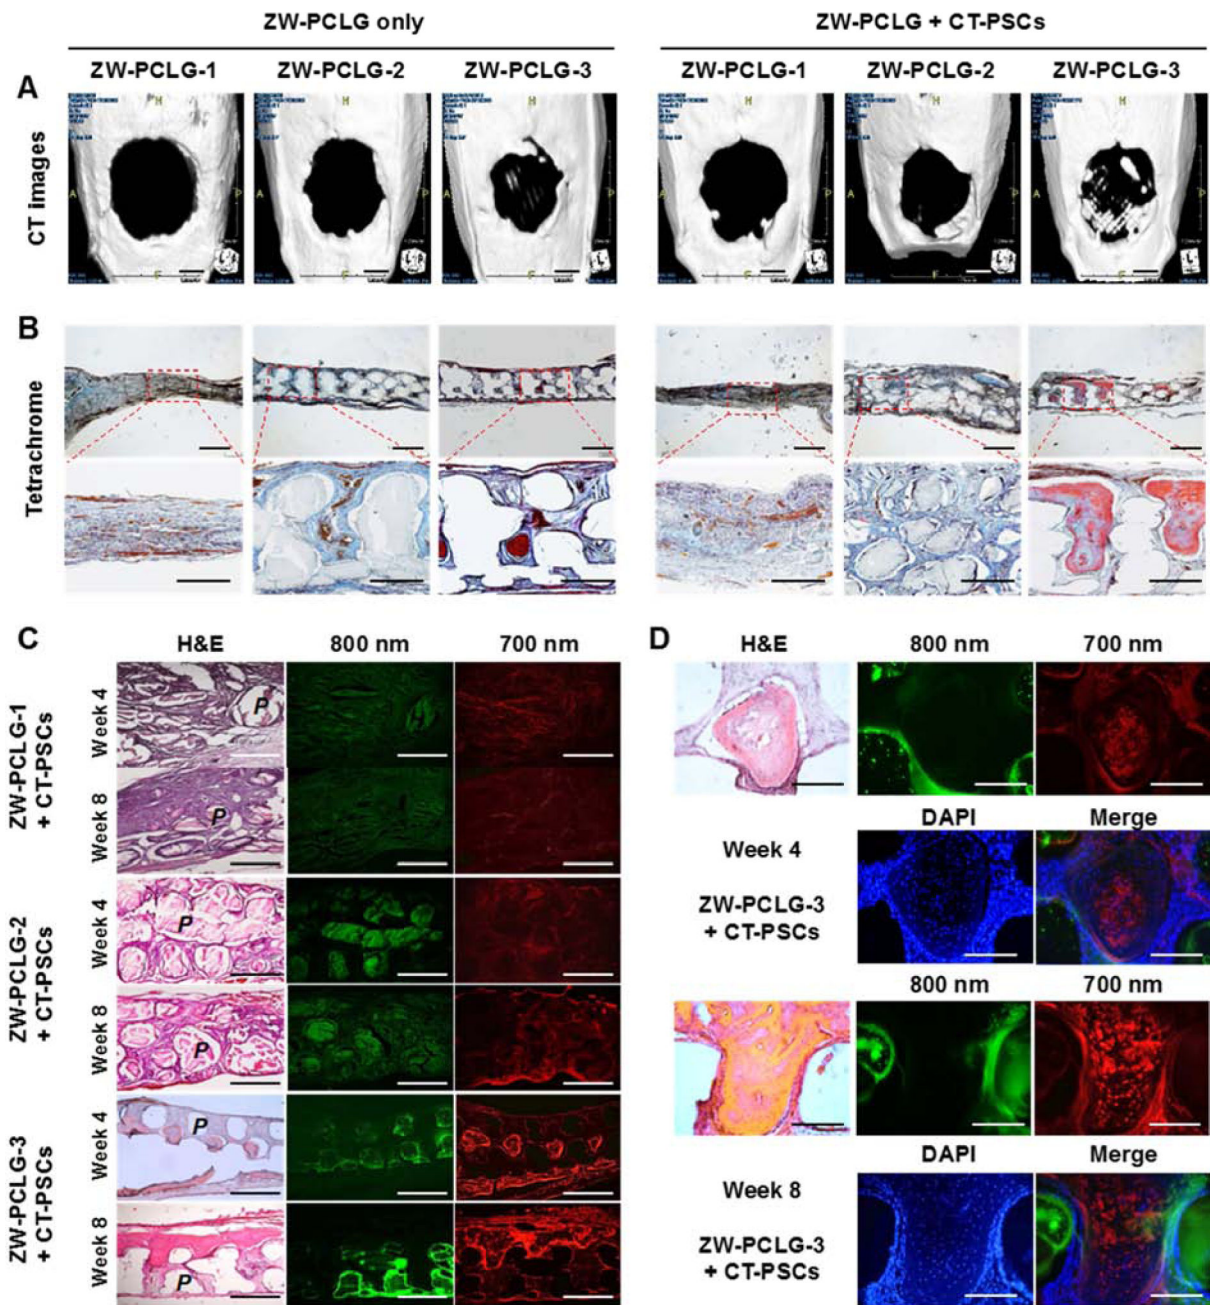 ZW-PCLG only
ZW-PCLG + CT-PSCs
ZW-PCLG-1 ZW-PCLG-2 ZW-PCLG-3 ZW-PCLG-1 ZW-PCLG-2 ZW-PCLG-3
A
CT images
H H H H H H
A P
A P
F F F F
B
Tetrachrome
C
H&E 800 nm 700 nm
ZW-PCLG-1
+ CT-PSCs
Week 4
P
Week 8
P
ZW-PCLG-2
+ CT-PSCs
Week 4
P
Week 8
P
ZW-PCLG-3
+ CT-PSCs
Week 4
P
Week 8
P
D
H&E 800 nm 700 nm
DAPI Merge
Week 4
ZW-PCLG-3
+ CT-PSCs
800 nm 700 nm
DAPI Merge
Week 8
ZW-PCLG-3
+ CT-PSCs